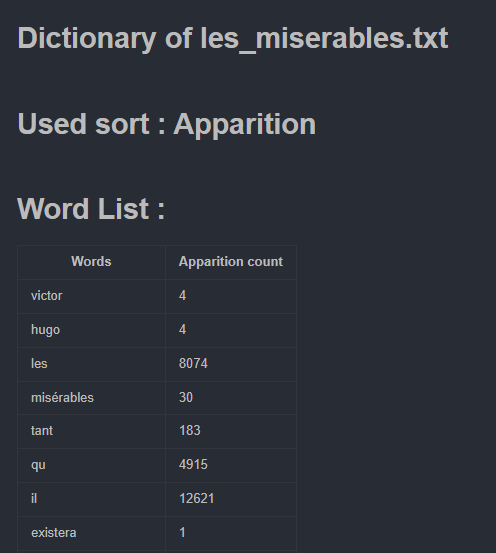 Dictionary of les_miserables.txt
Used sort : Apparition
Word List :
Words Apparition count
victor 4
hugo 4
les 8074
misérables 30
tant 183
qu 4915
il 12621
existera 1